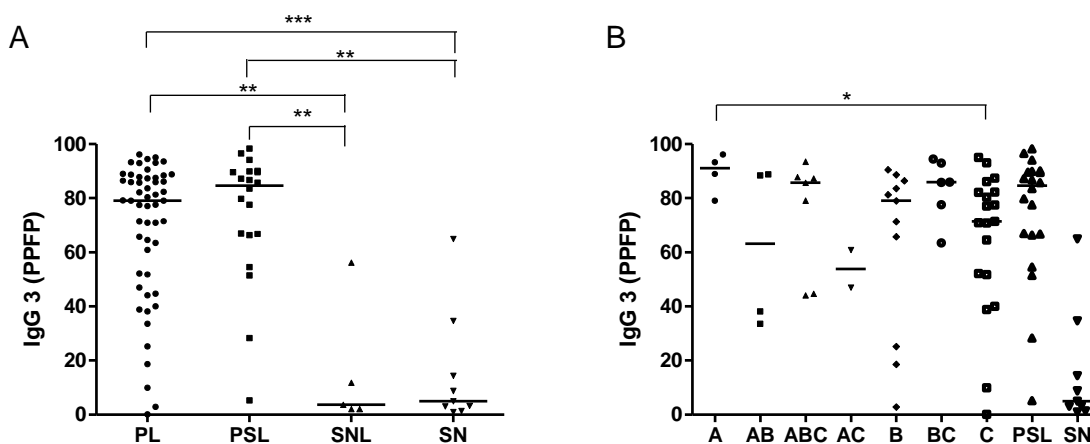 A
***
**
**
**
IgG 3 (PPFP)
100
80
60
40
20
0
PL PSL SNL SN
B
*
IgG 3 (PPFP)
100
80
60
40
20
0
A AB ABC AC B BC C PSL SN